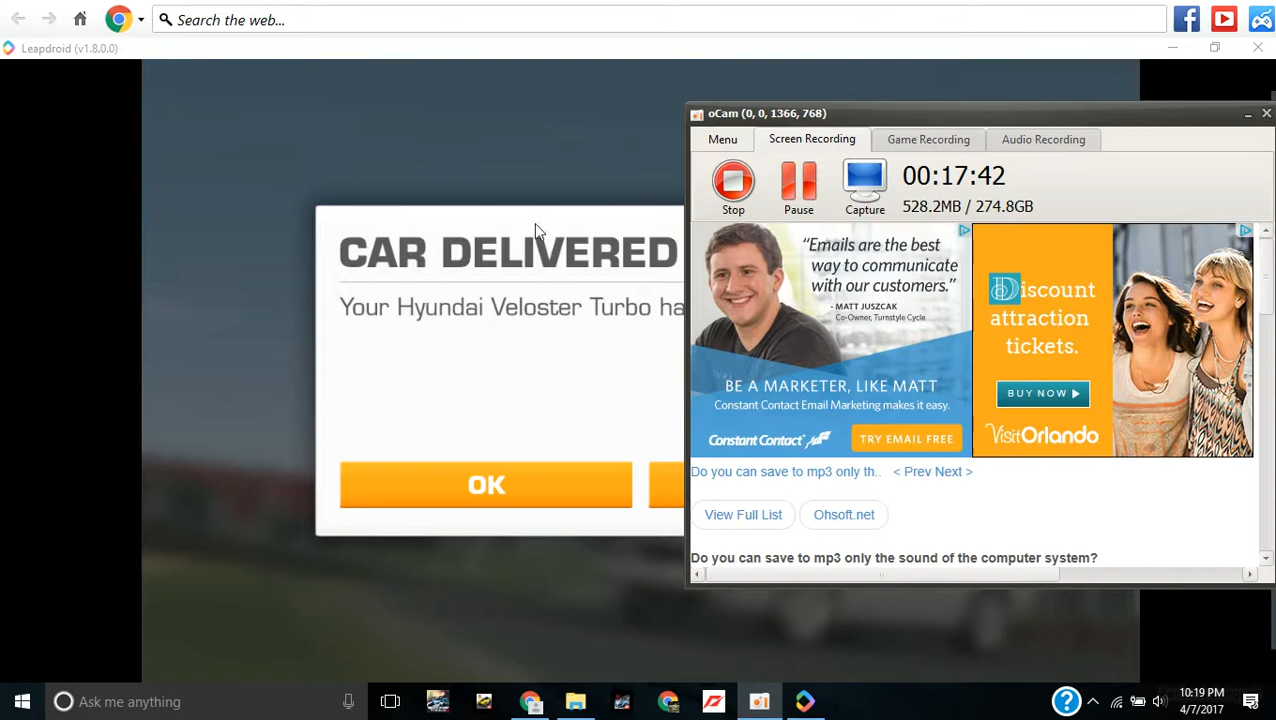 Search the web...
Leapdroid (v1.8.0.0)
oCam (0, 0, 1366, 768)
Menu
Screen Recording
Game Recording
Audio Recording
Stop
Pause
Capture
00:17:42
528.2MB / 274.8GB
CAR DELIVERED
Your Hyundai Veloster Turbo ha
OK
“Emails are the best
way to communicate
with our customers.”
- MATT JUSZCAK
Co-Owner, Turnstyle Cycle
BE A MARKETER, LIKE MATT
Constant Contact Email Marketing makes it easy.
Constant Contact
TRY EMAIL FREE
Discount
attraction
tickets.
BUY NOW
VisitOrlando
Do you can save to mp3 only th.. < Prev Next >
View Full List
Ohsoft.net
Do you can save to mp3 only the sound of the computer system?
Ask me anything
10:19 PM
4/7/2017